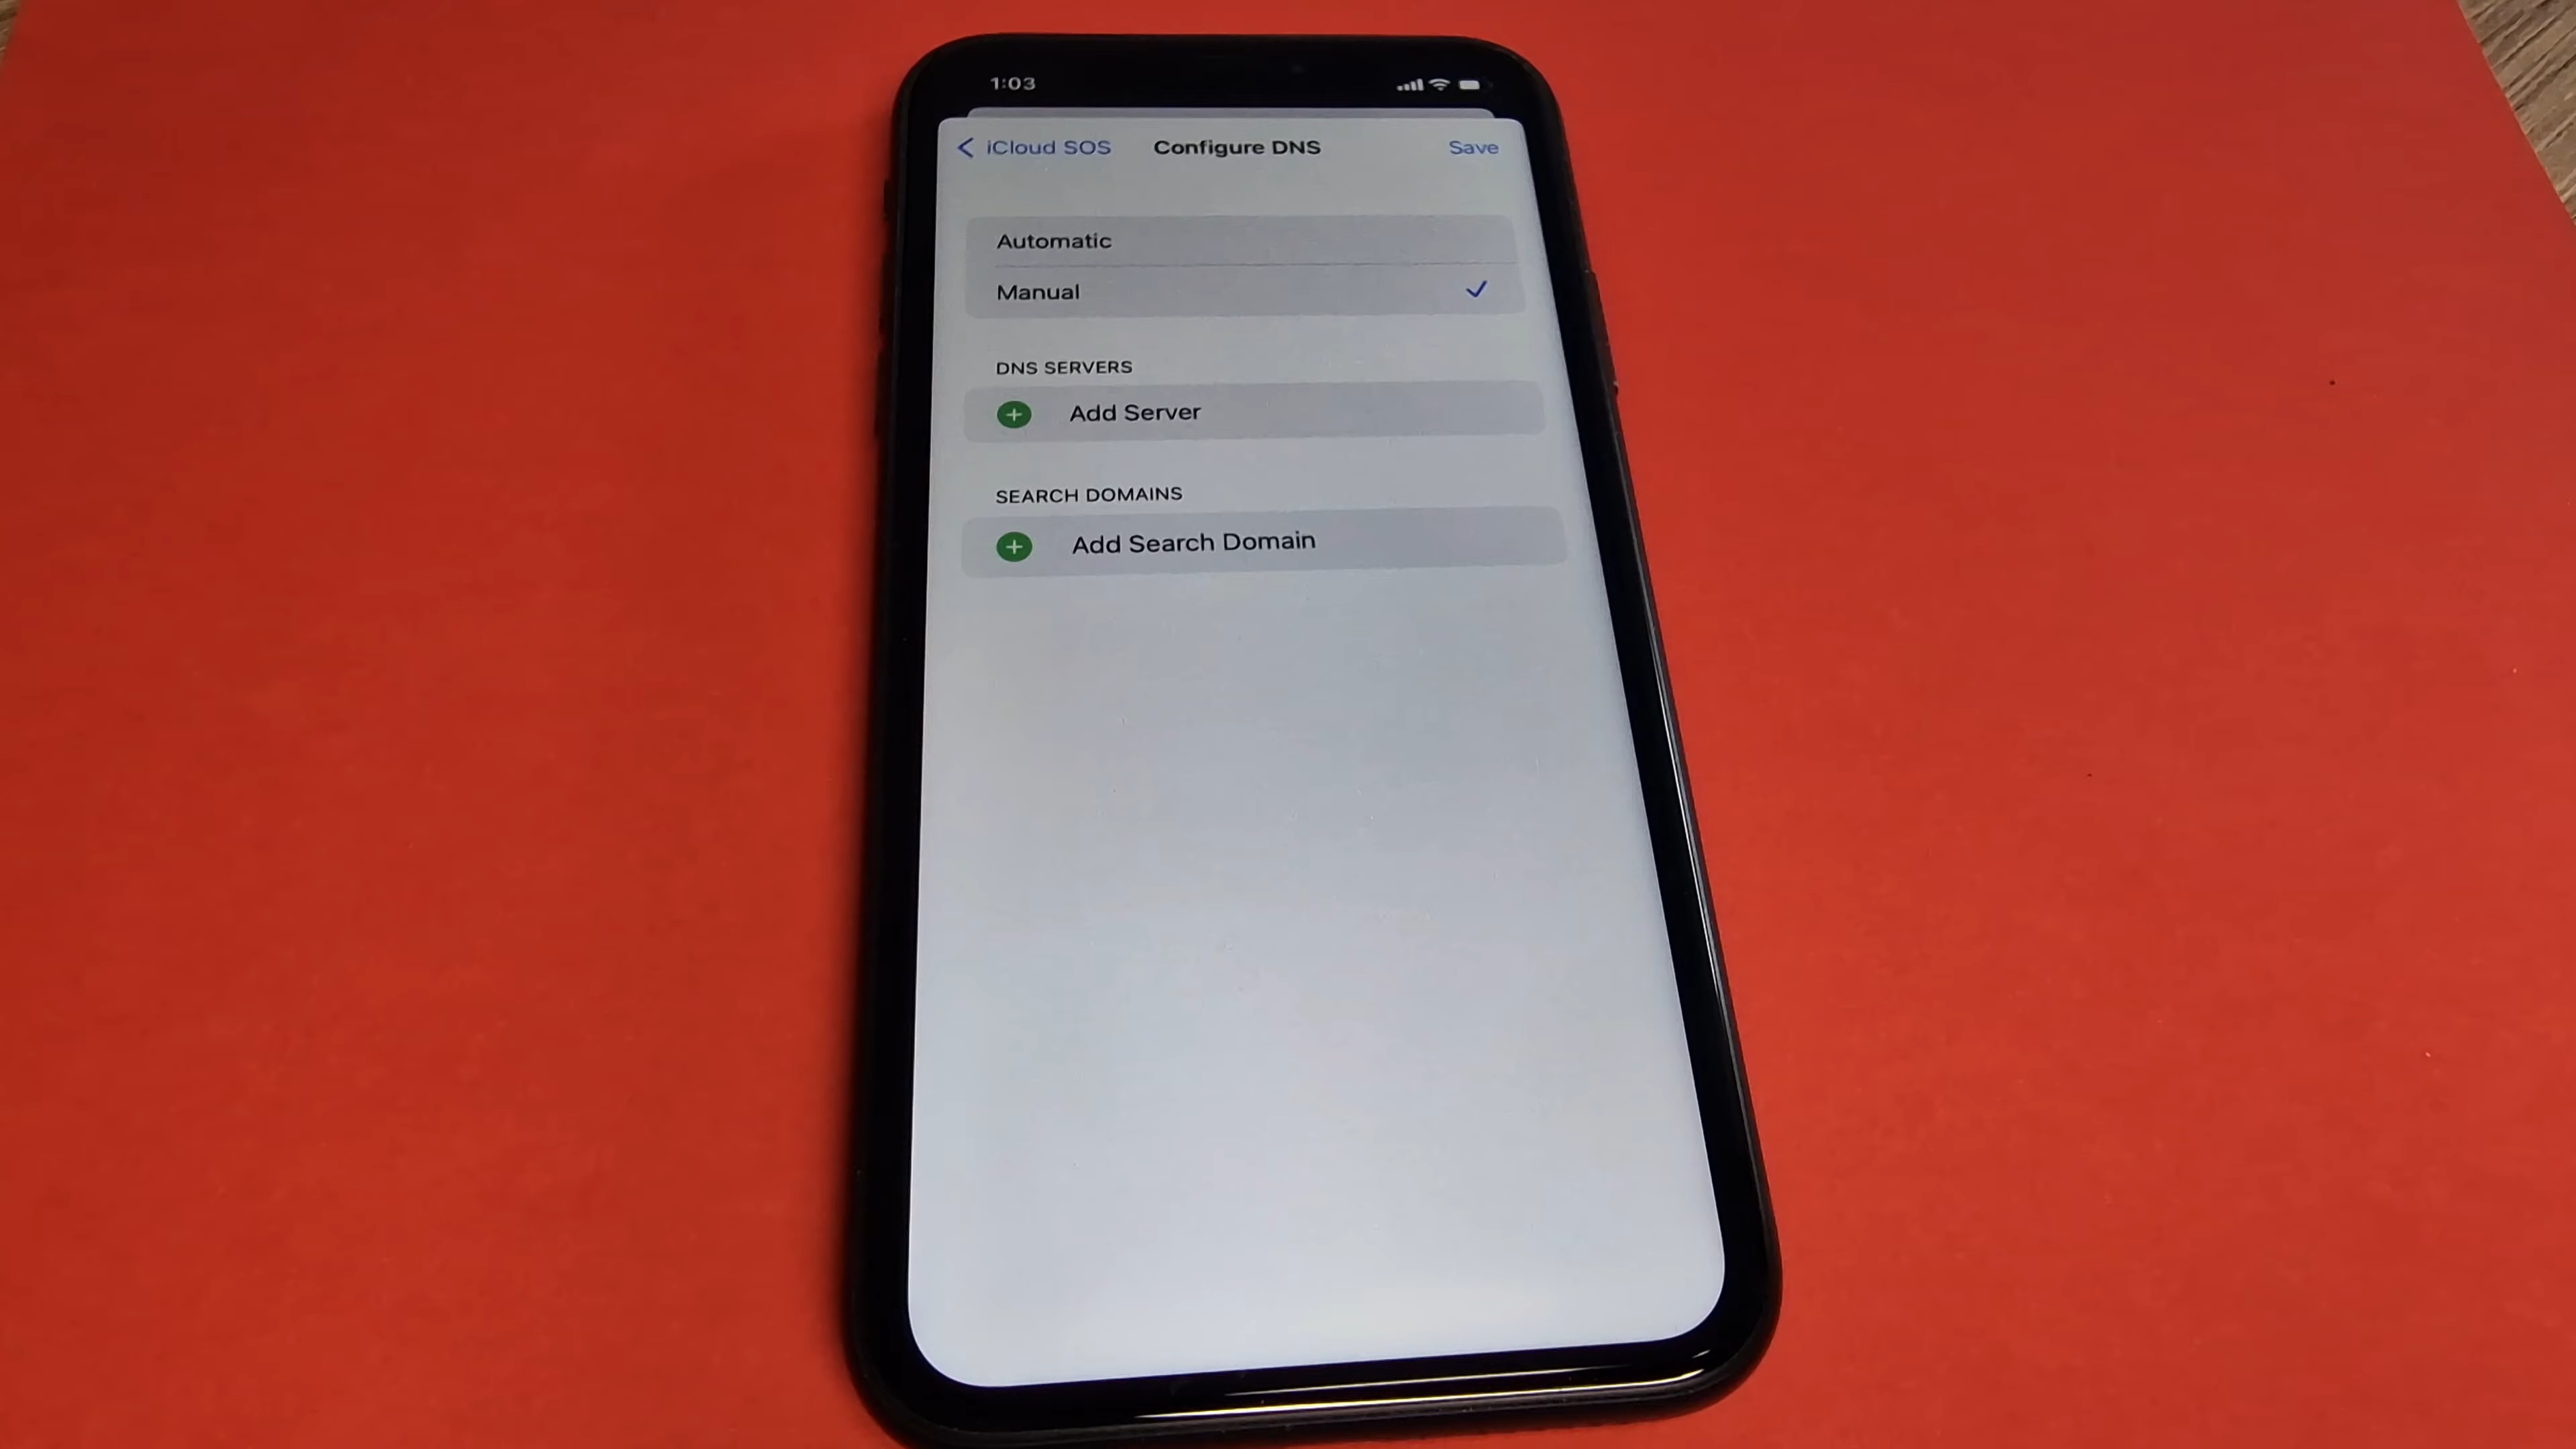 1:03
iCloud SOS Configure DNS Save
Automatic
Manual
DNS SERVERS
Add Server
SEARCH DOMAINS
Add Search Domain